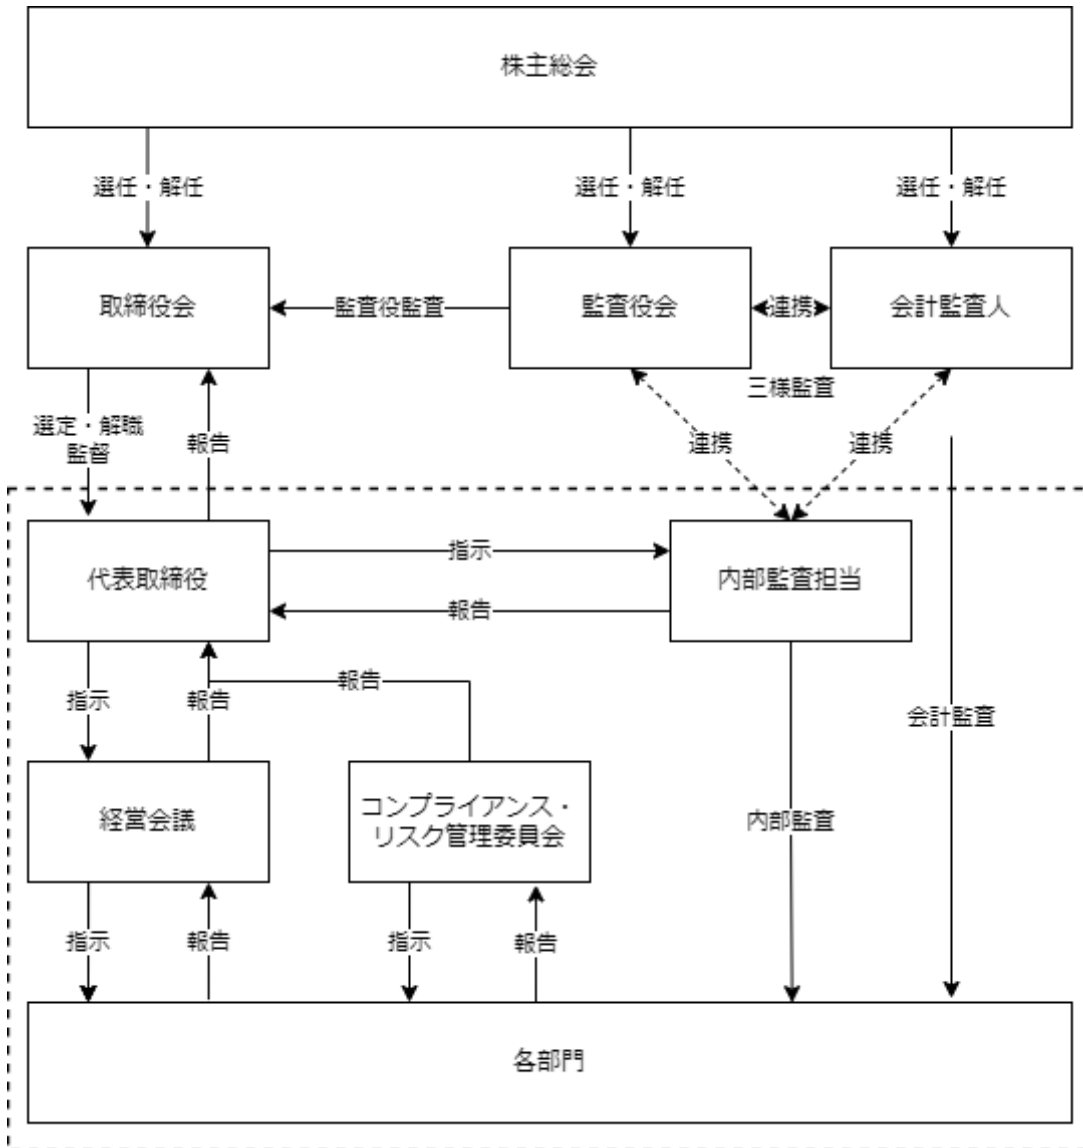 株主総会
選任・解任
選任・解任
選任・解任
取締役会
監査役監査
監査役会
連携
会計監査人
三様監査
選定・解職
監督
報告
連携
連携
代表取締役
指示
報告
内部監査担当
指示
報告
報告
会計監査
経営会議
コンプライアンス・
リスク管理委員会
内部監査
指示
報告
指示
報告
各部門